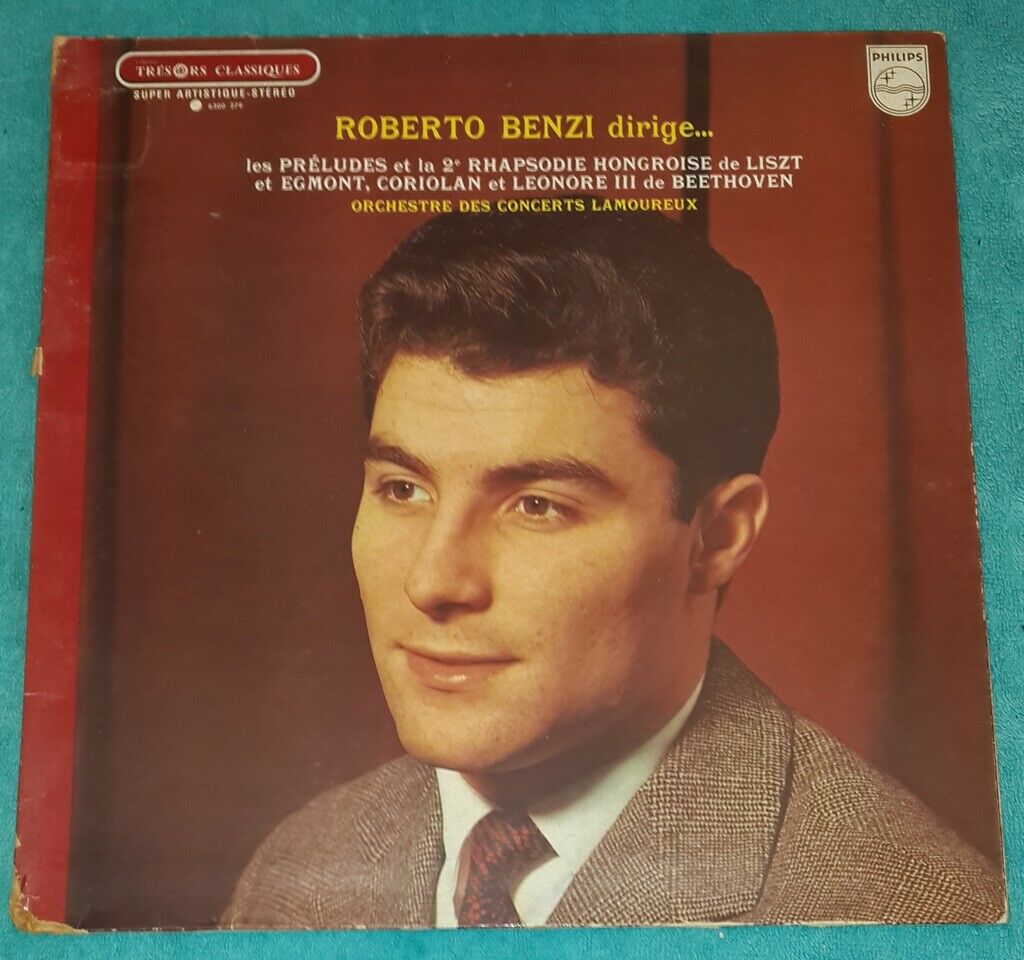 TRÉSORS CLASSIQUES
SUPER ARTISTIQUE-STÉRÉO
PHILIPS
ROBERTO BENZI dirige...
les PRÉLUDES et la 2e RHAPSODIE HONGROISE de LISZT
et EGMONT, CORIOLAN et LEONORE III de BEETHOVEN
ORCHESTRE DES CONCERTS LAMOUREUX